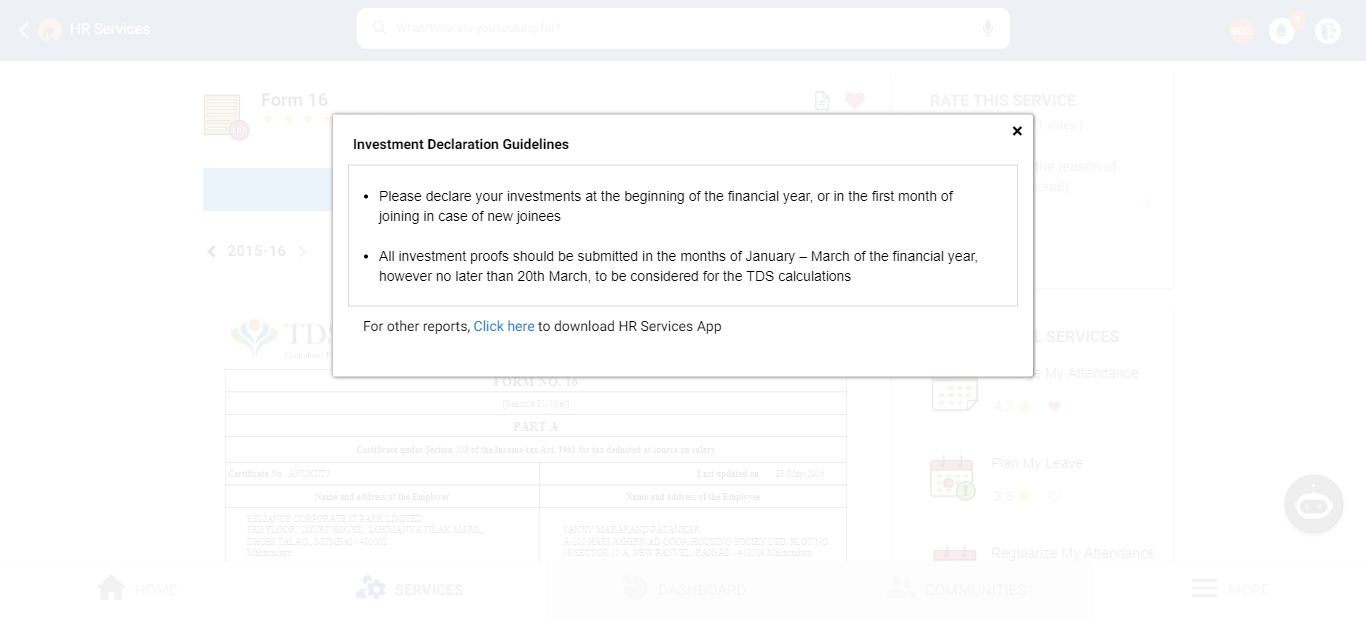 HR Services
What/Who are you looking for?
SOS
0
Form 16
RATE THIS SERVICE
1 votes )
the reason of
onal)
Investment Declaration Guidelines
Please declare your investments at the beginning of the financial year, or in the first month of
joining in case of new joinees
All investment proofs should be submitted in the months of January – March of the financial year,
however no later than 20th March, to be considered for the TDS calculations
For other reports, Click here to download HR Services App
2015-16
TDS
FORM NO. 16
[See rule 31(1)(a)]
PART A
Certificate under Section 203 of the Income-tax Act, 1961 for tax deducted at source on salary
Certificate No. ANUKUTJ
Last updated on 25-May-2016
Name and address of the Employer
Name and address of the Employee
RELIANCE CORPORATE IT PARK LIMITED
3RD FLOOR, COURT HOUSE, LOKMANYA TILAK MARG,
DHOBI TALAO, MUMBAI - 400002
Maharashtra
SANJIV MAKARAND PATANKAR
A-102 HARI ASHIRWAD COOP, HOUSING SOCIEY LTD, PLOT NO
18 SECTOR 15 A, NEW PANVEL, RAIGAD - 410209 Maharashtra
SERVICES
My Attendance
4.2
Plan My Leave
3.3
Regularize My Attendance
HOME
SERVICES
DASHBOARD
COMMUNITIES
MORE